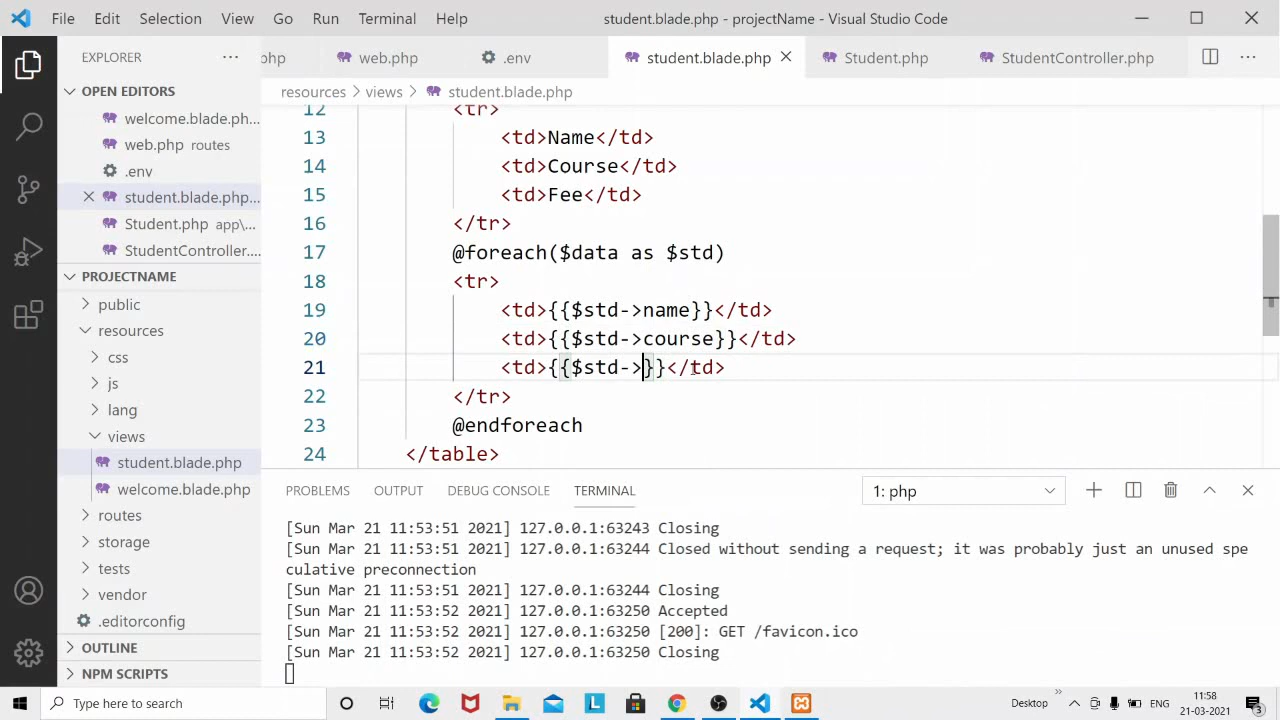 File Edit Selection View Go Run Terminal Help student.blade.php - projectName - Visual Studio Code
EXPLORER ···
php web.php .env student.blade.php Student.php StudentController.php ···
OPEN EDITORS
welcome.blade.ph...
web.php routes
.env
student.blade.php...
Student.php app\...
StudentController....
PROJECTNAME
public
resources
css
js
lang
views
student.blade.php
welcome.blade.php
routes
storage
tests
vendor
.editorconfig
OUTLINE
NPM SCRIPTS
resources > views > student.blade.php
12 <tr>
13 <td>Name</td>
14 <td>Course</td>
15 <td>Fee</td>
16 </tr>
17 @foreach($data as $std)
18 <tr>
19 <td>{{$std->name}}</td>
20 <td>{{$std->course}}</td>
21 <td>{{$std->}}</td>
22 </tr>
23 @endforeach
24 </table>
PROBLEMS OUTPUT DEBUG CONSOLE TERMINAL 1: php
[Sun Mar 21 11:53:51 2021] 127.0.0.1:63243 Closing
[Sun Mar 21 11:53:51 2021] 127.0.0.1:63244 Closed without sending a request; it was probably just an unused spe
culative preconnection
[Sun Mar 21 11:53:51 2021] 127.0.0.1:63244 Closing
[Sun Mar 21 11:53:52 2021] 127.0.0.1:63250 Accepted
[Sun Mar 21 11:53:52 2021] 127.0.0.1:63250 [200]: GET /favicon.ico
[Sun Mar 21 11:53:52 2021] 127.0.0.1:63250 Closing
Type here to search
Desktop » ENG 11:58
21-03-2021 3